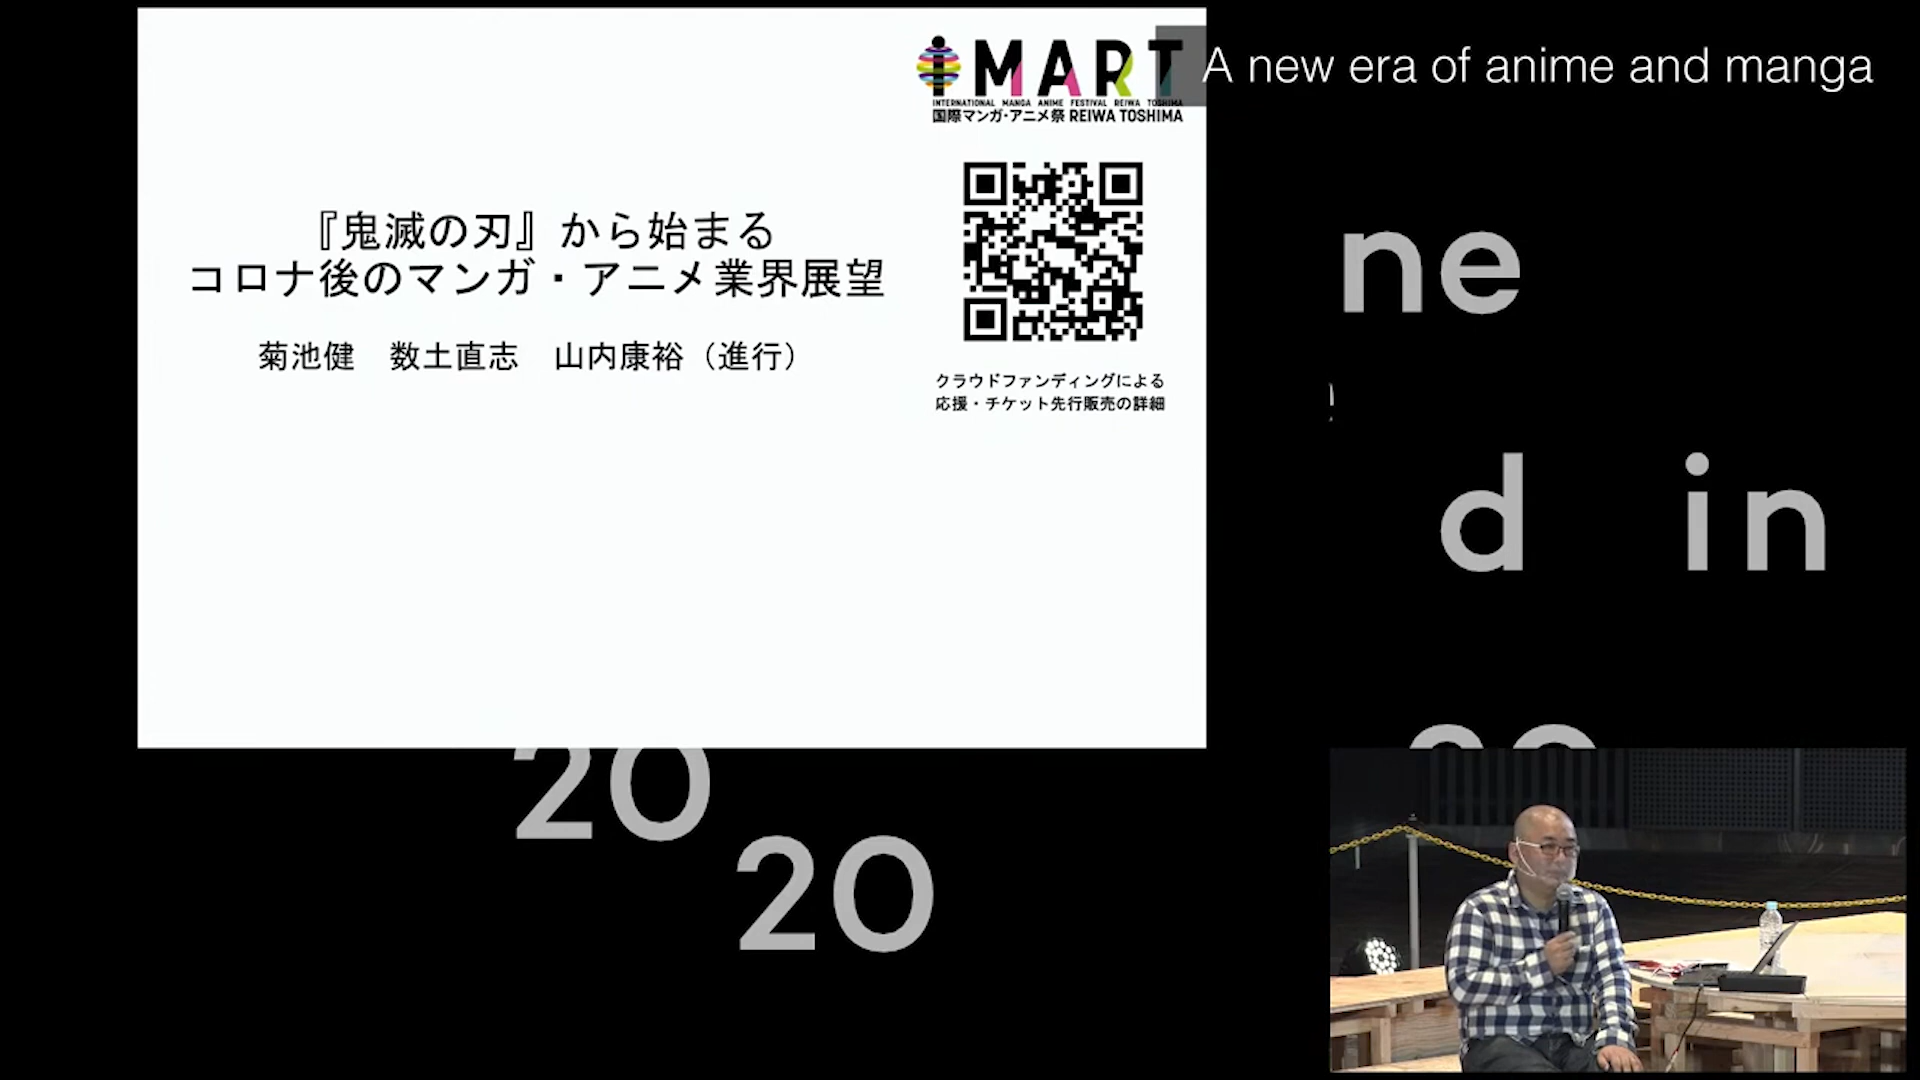 iMART
INTERNATIONAL MANGA ANIME FESTIVAL REIWA TOSHIMA
国際マンガ・アニメ祭 REIWA TOSHIMA
A new era of anime and manga
『鬼滅の刃』から始まる
コロナ後のマンガ・アニメ業界展望
菊池健　数土直志　山内康裕（進行）
クラウドファンディングによる
応援・チケット先行販売の詳細
ne
d in
20
20